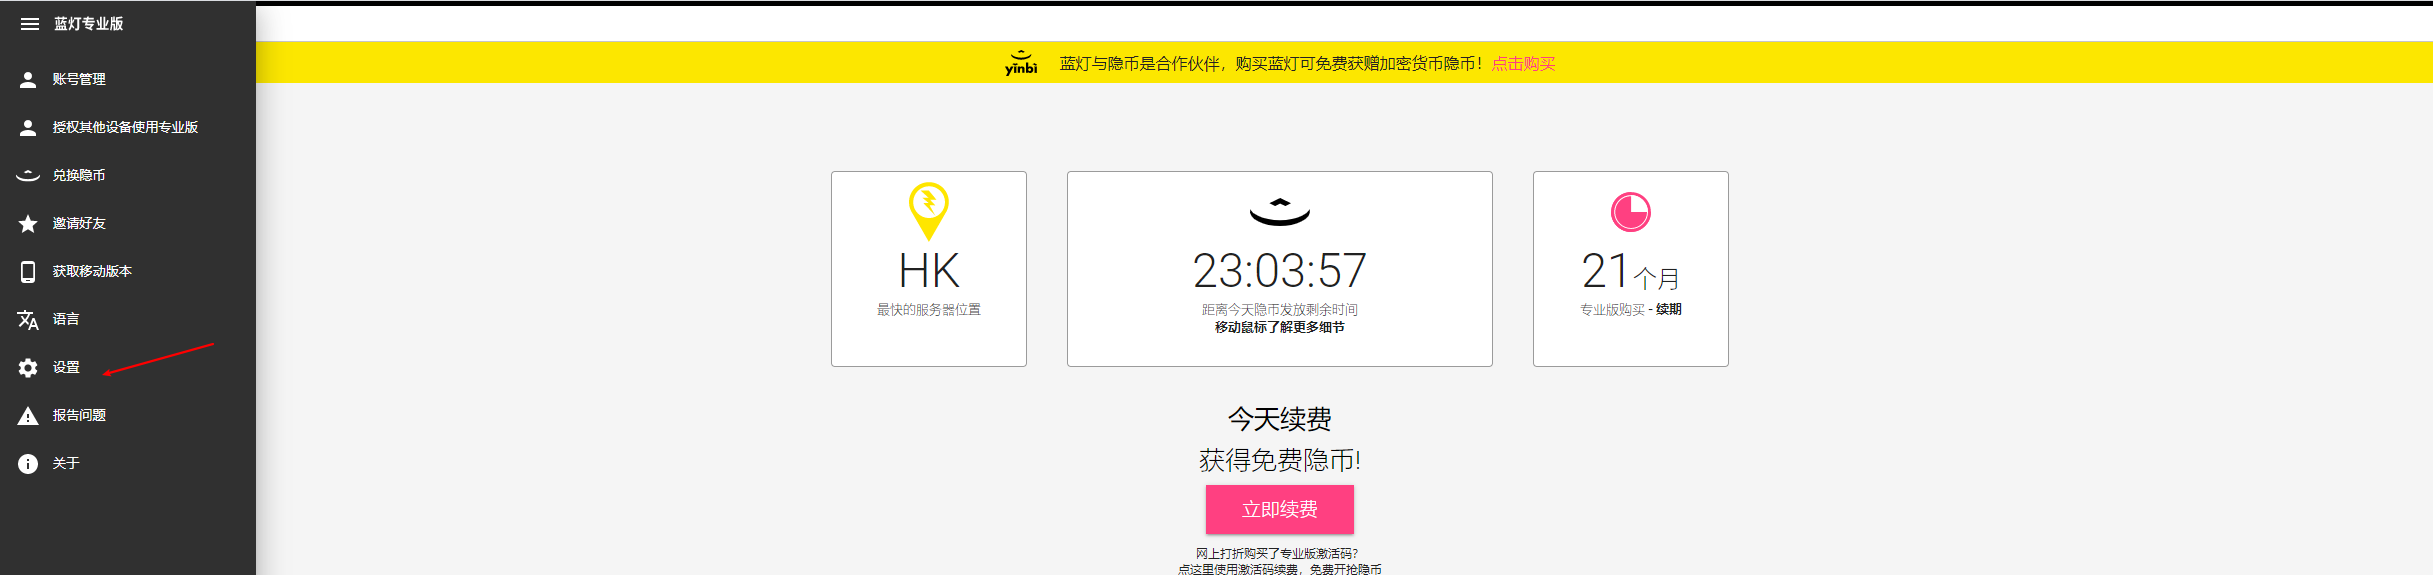 蓝灯专业版
账号管理
授权其他设备使用专业版
兑换隐币
邀请好友
获取移动版本
语言
设置
报告问题
关于
yinbi 蓝灯与隐币是合作伙伴，购买蓝灯可免费获赠加密货币隐币！点击购买
HK
最快的服务器位置
23:03:57
距离今天隐币发放剩余时间
移动鼠标了解更多细节
21个月
专业版购买 - 续期
今天续费
获得免费隐币!
立即续费
网上打折购买了专业版激活码?
点这里使用激活码续费，免费开抢隐币